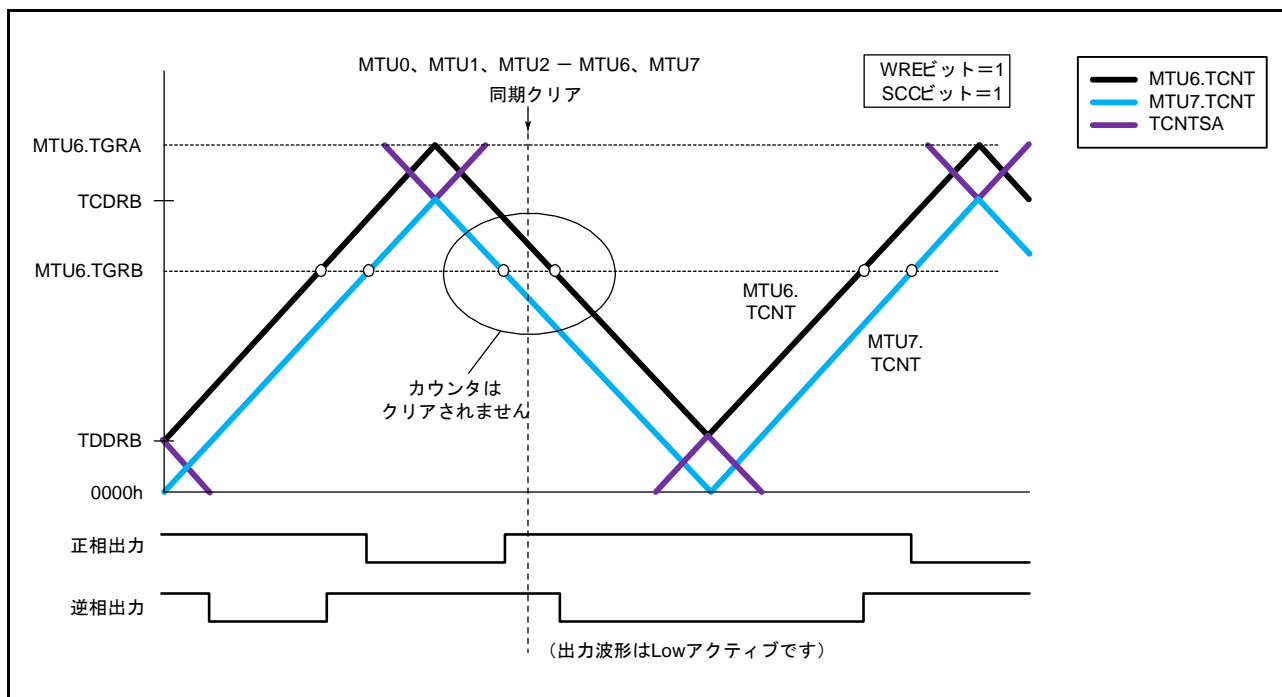 MTU0、MTU1、MTU2 － MTU6、MTU7
同期クリア
WREビット＝1
SCCビット＝1
MTU6.TCNT
MTU7.TCNT
TCNTSA
MTU6.TGRA
TCDRB
MTU6.TGRB
TDDRB
0000h
MTU6.
TCNT
MTU7.
TCNT
カウンタは
クリアされません
正相出力
逆相出力
（出力波形はLowアクティブです）